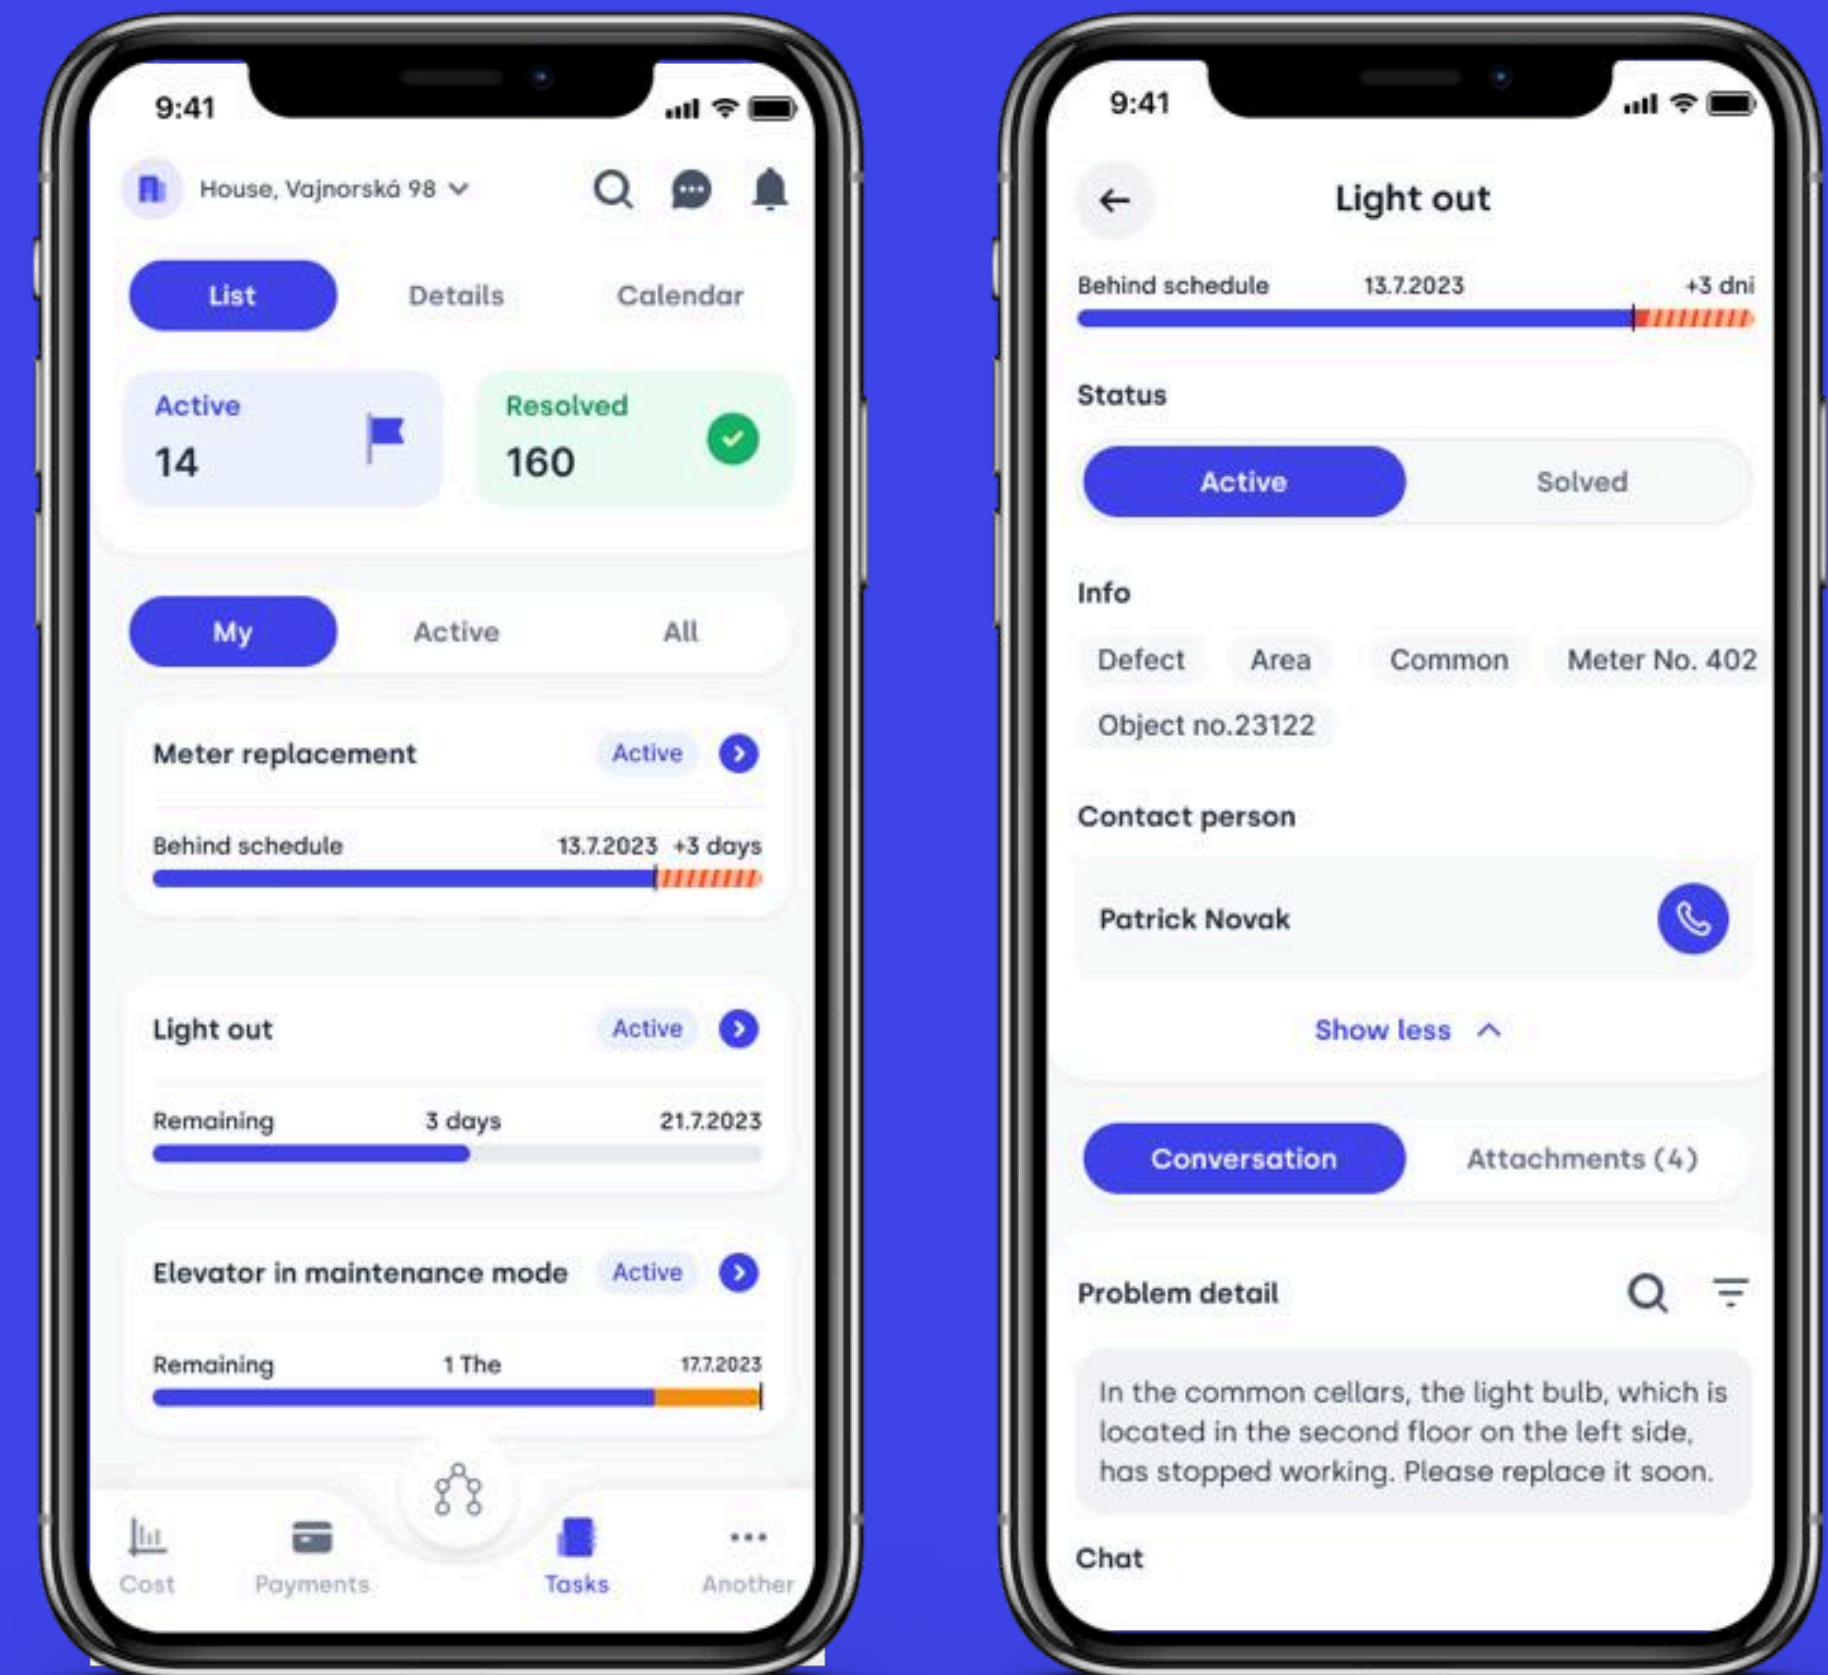 9:41
House, Vajnorská 98
List Details Calendar
Active Resolved
14 160
My Active All
Meter replacement Active
Behind schedule 13.7.2023 +3 days
Light out Active
Remaining 3 days 21.7.2023
Elevator in maintenance mode Active
Remaining 1 The 17.7.2023
Cost Payments Tasks Another
9:41
Light out
Behind schedule 13.7.2023 +3 dni
Status
Active Solved
Info
Defect Area Common Meter No. 402
Object no.23122
Contact person
Patrick Novak
Show less
Conversation Attachments (4)
Problem detail
In the common cellars, the light bulb, which is
located in the second floor on the left side,
has stopped working. Please replace it soon.
Chat